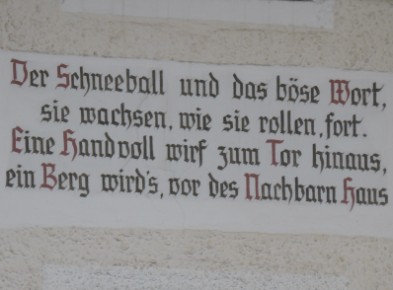 Der Schneeball und das böse Wort,
sie wachsen, wie sie rollen, fort.
Eine Handvoll wirf zum Tor hinaus,
ein Berg wird's, vor des Nachbarn Haus